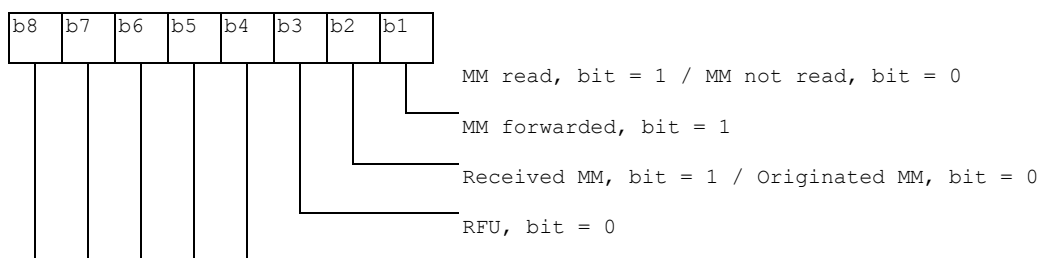 b8 b7 b6 b5 b4 b3 b2 b1
MM read, bit = 1 / MM not read, bit = 0
MM forwarded, bit = 1
Received MM, bit = 1 / Originated MM, bit = 0
RFU, bit = 0